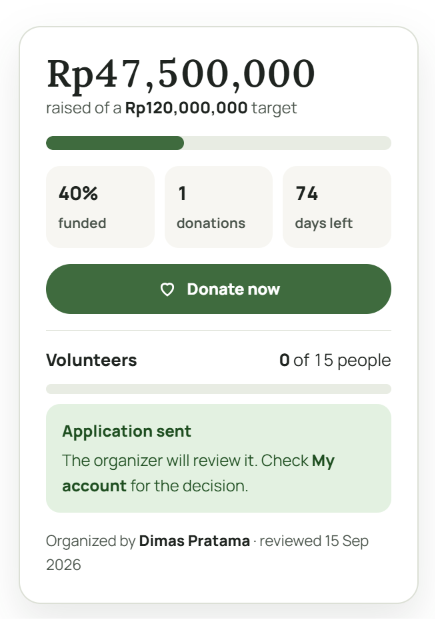 Rp47,500,000
raised of a Rp120,000,000 target
40%
funded
1
donations
74
days left
Donate now
Volunteers
0 of 15 people
Application sent
The organizer will review it. Check My
account for the decision.
Organized by Dimas Pratama · reviewed 15 Sep
2026